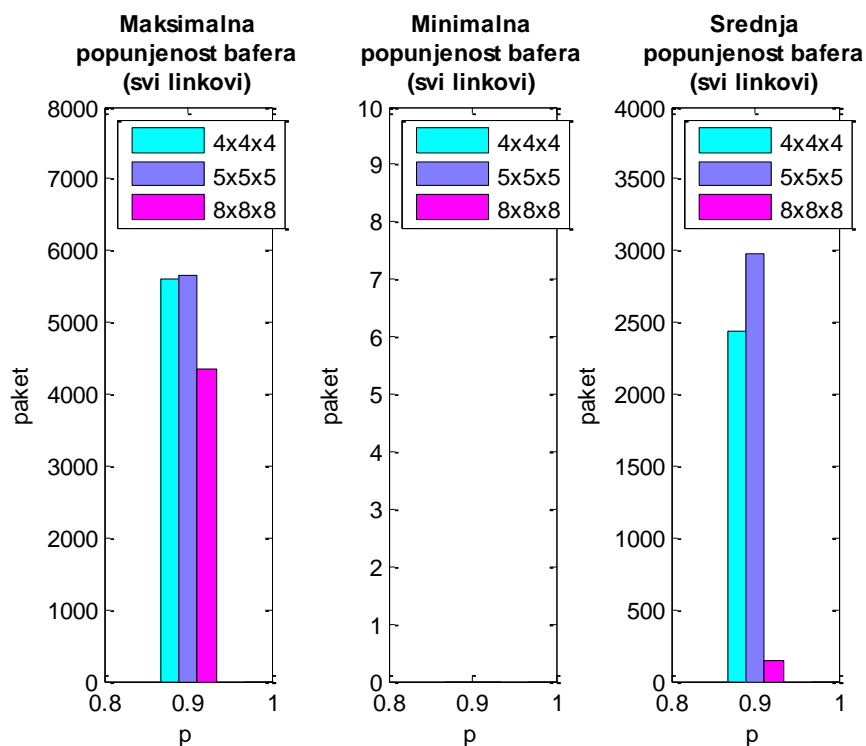 Maksimalna
popunjenost bafera
(svi linkovi)
8000
7000
6000
5000
4000
3000
2000
1000
0
paket
4x4x4
5x5x5
8x8x8
0.8
0.9
1
p
Minimalna
popunjenost bafera
(svi linkovi)
10
9
8
7
6
5
4
3
2
1
0
paket
4x4x4
5x5x5
8x8x8
0.8
0.9
1
p
Srednja
popunjenost bafera
(svi linkovi)
4000
3500
3000
2500
2000
1500
1000
500
0
paket
4x4x4
5x5x5
8x8x8
0.8
0.9
1
p